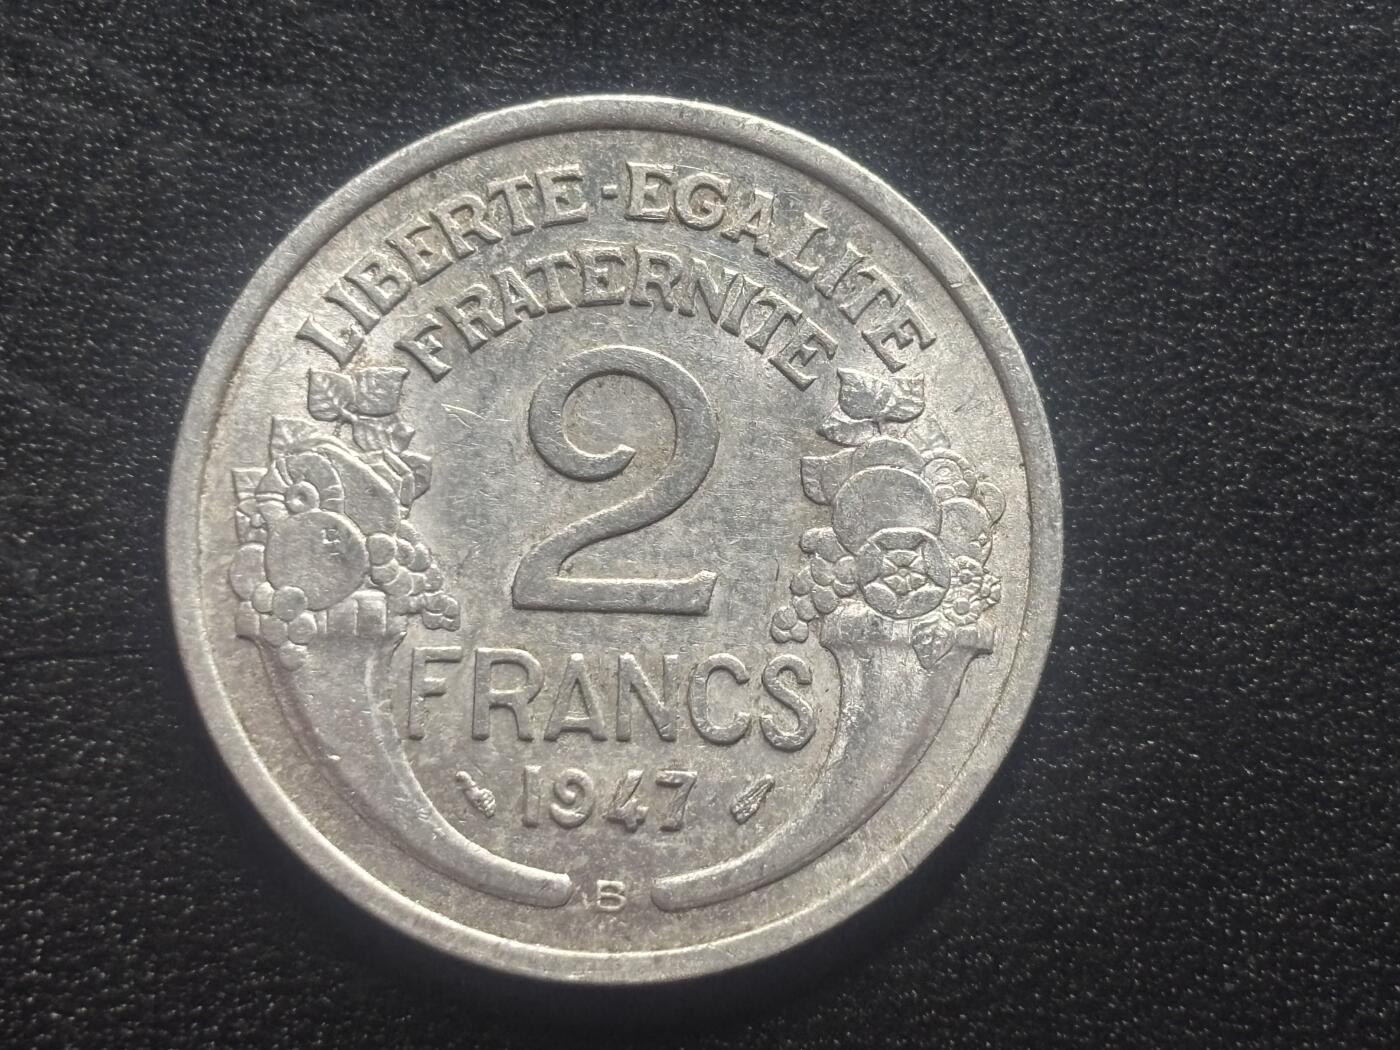 LIBERTE-EGALITE
FRATERNITE
2
FRANCS
1947
B